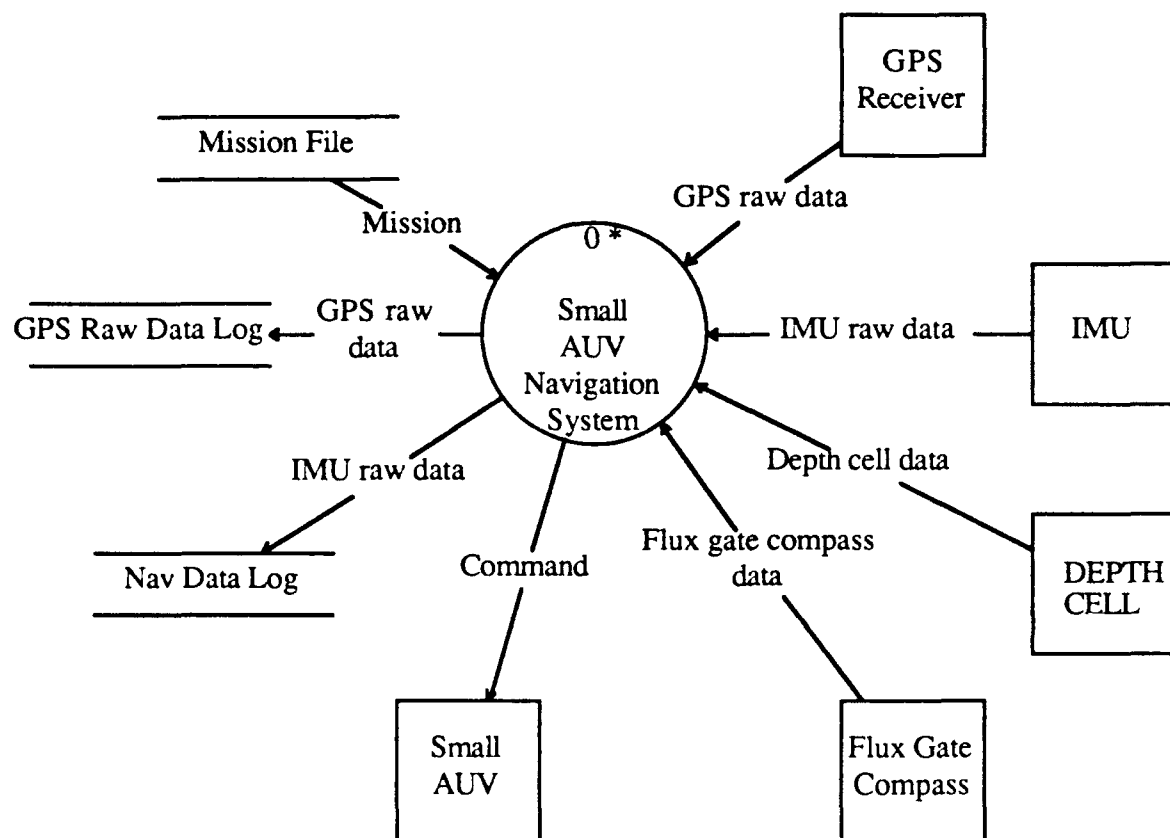 GPS
Receiver
Mission File
GPS raw data
Mission
0 *
Small
AUV
Navigation
System
GPS Raw Data Log
GPS raw
data
IMU raw data
IMU
IMU raw data
Depth cell data
Flux gate compass
data
Nav Data Log
Command
DEPTH
CELL
Small
AUV
Flux Gate
Compass